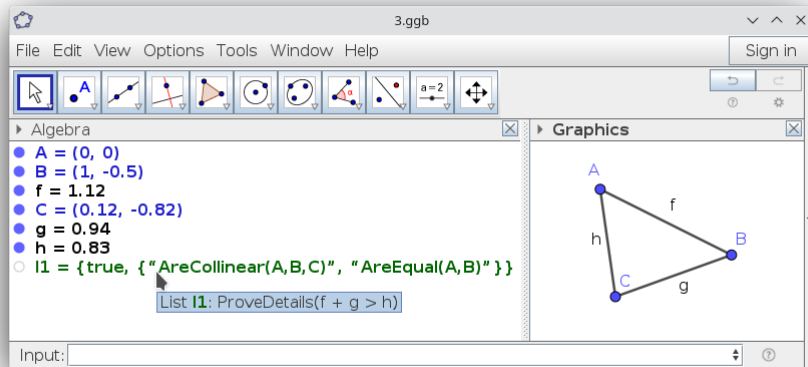 3.ggb
File Edit View Options Tools Window Help Sign in
A α a=2
Algebra
A = (0, 0)
B = (1, -0.5)
f = 1.12
C = (0.12, -0.82)
g = 0.94
h = 0.83
l1 = {true, {“AreCollinear(A,B,C)”, “AreEqual(A,B)”}}
List l1: ProveDetails(f + g > h)
Graphics
A
f
h
B
C
g
Input: